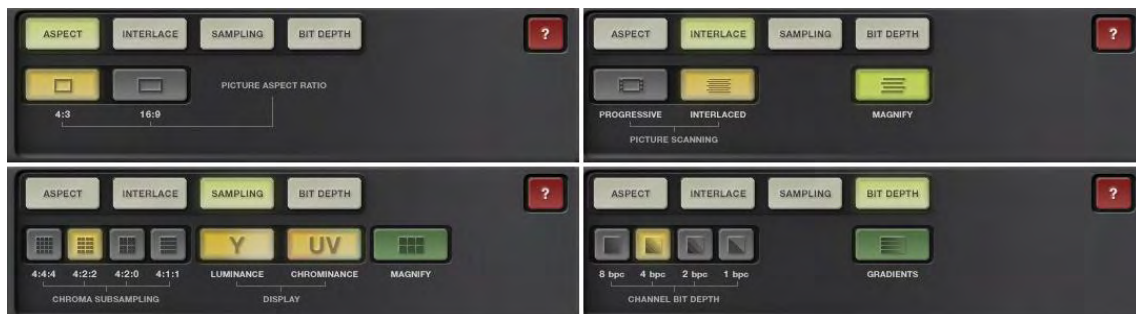 ASPECT INTERLACE SAMPLING BIT DEPTH ?
PICTURE ASPECT RATIO
4:3 16:9
ASPECT INTERLACE SAMPLING BIT DEPTH ?
PROGRESSIVE INTERLACED MAGNIFY
PICTURE SCANNING
ASPECT INTERLACE SAMPLING BIT DEPTH ?
Y UV
4:4:4 4:2:2 4:2:0 4:1:1 LUMINANCE CHROMINANCE MAGNIFY
CHROMA SUBSAMPLING DISPLAY
ASPECT INTERLACE SAMPLING BIT DEPTH ?
8 bpc 4 bpc 2 bpc 1 bpc GRADIENTS
CHANNEL BIT DEPTH